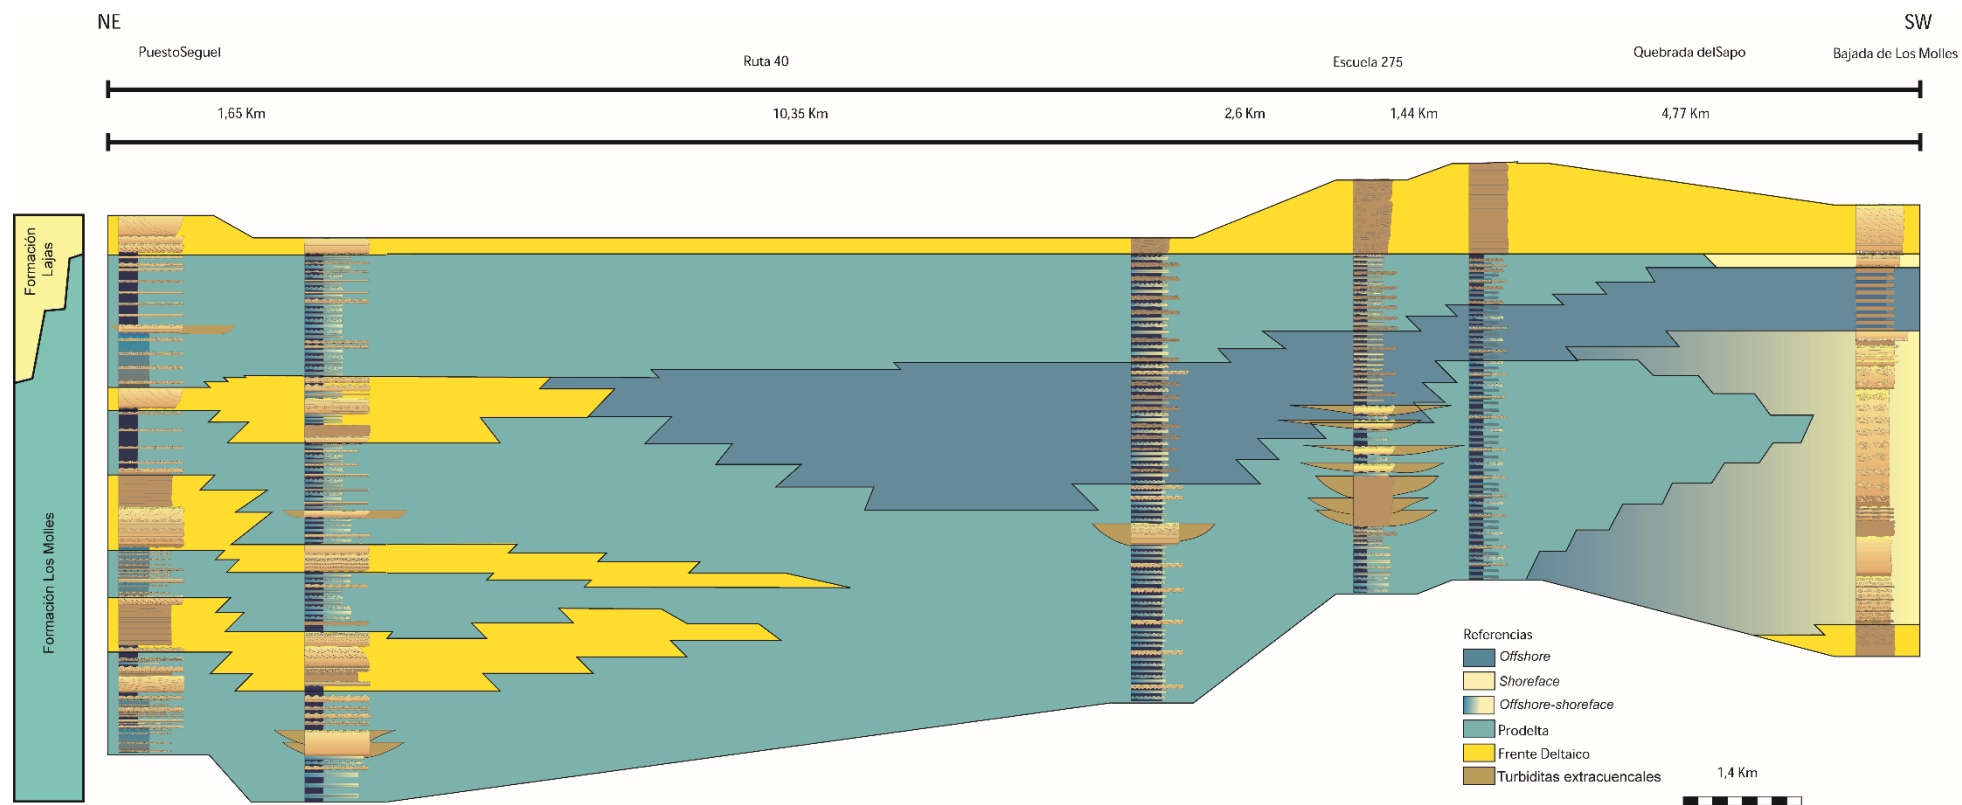 NE
SW
PuestoSeguel
Ruta 40
Escuela 275
Quebrada delSapo
Bajada de Los Molles
1,65 Km
10,35 Km
2,6 Km
1,44 Km
4,77 Km
Formación
Lajas
Formación Los Molles
Referencias
Offshore
Shoreface
Offshore-shoreface
Prodelta
Frente Deltaico
Turbiditas extracuencales
1,4 Km